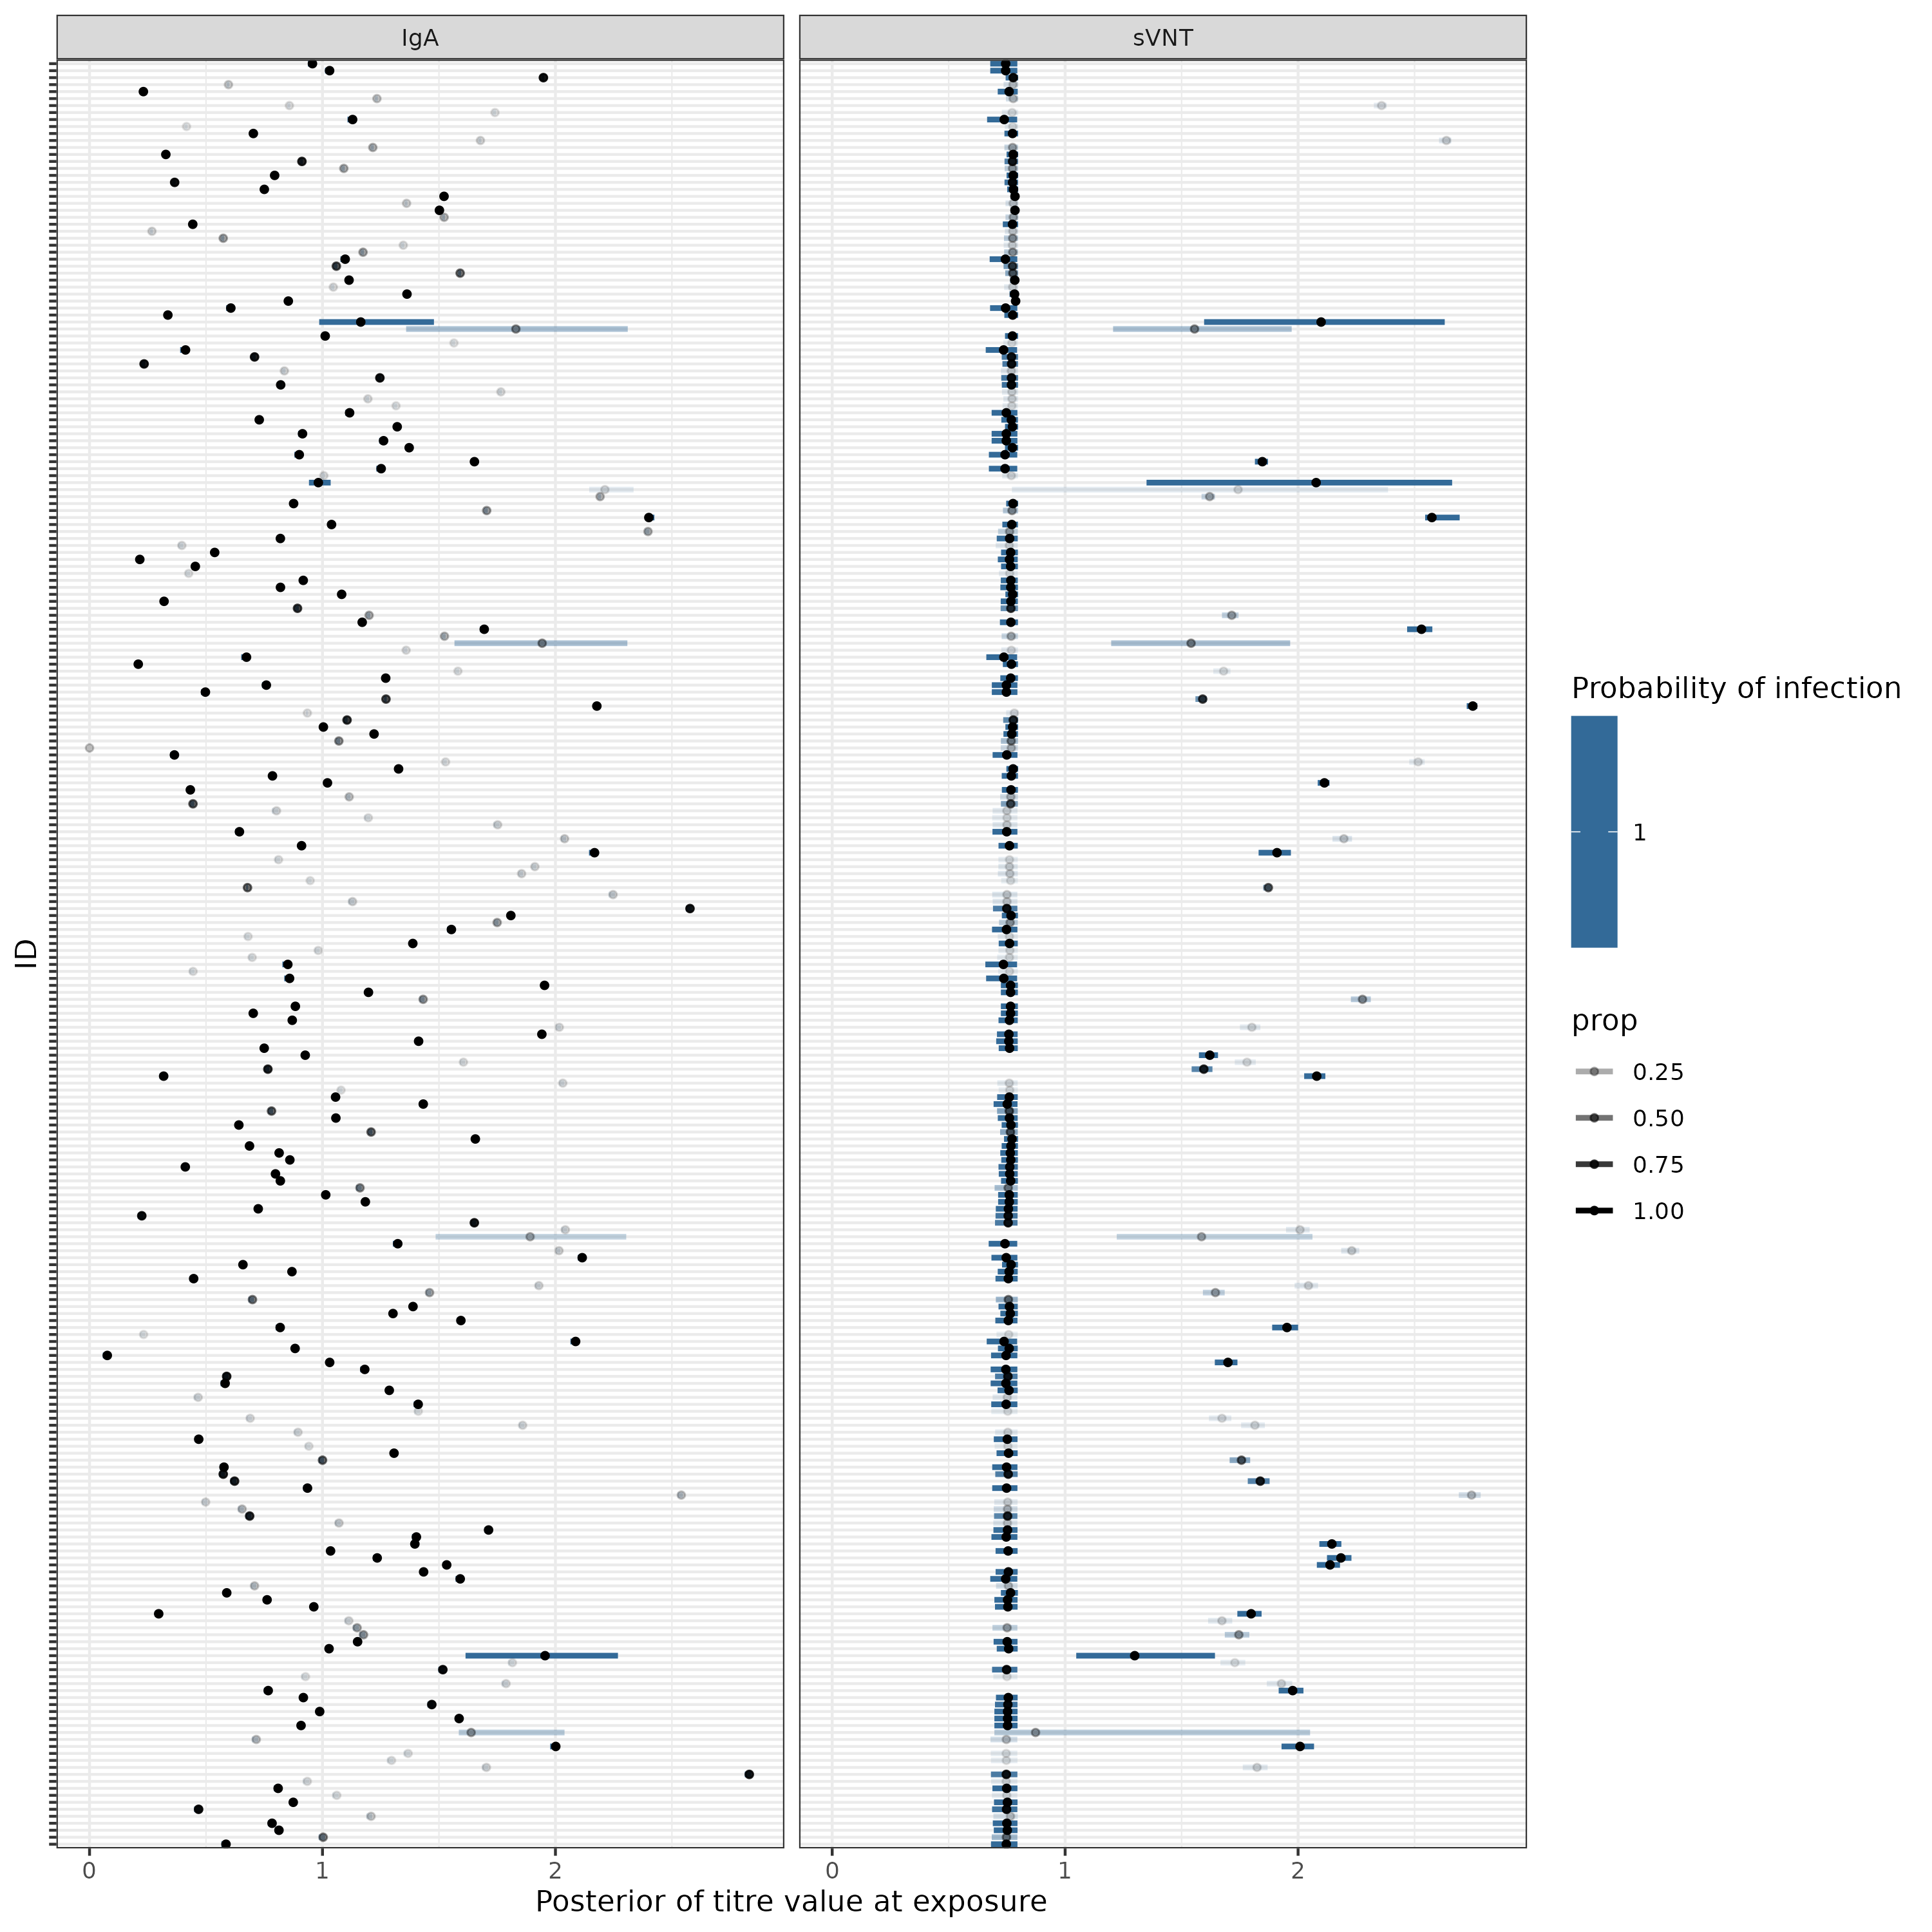 IgA
sVNT
ID
0
1
2
0
1
2
Posterior of titre value at exposure
Probability of infection
1
prop
0.25
0.50
0.75
1.00